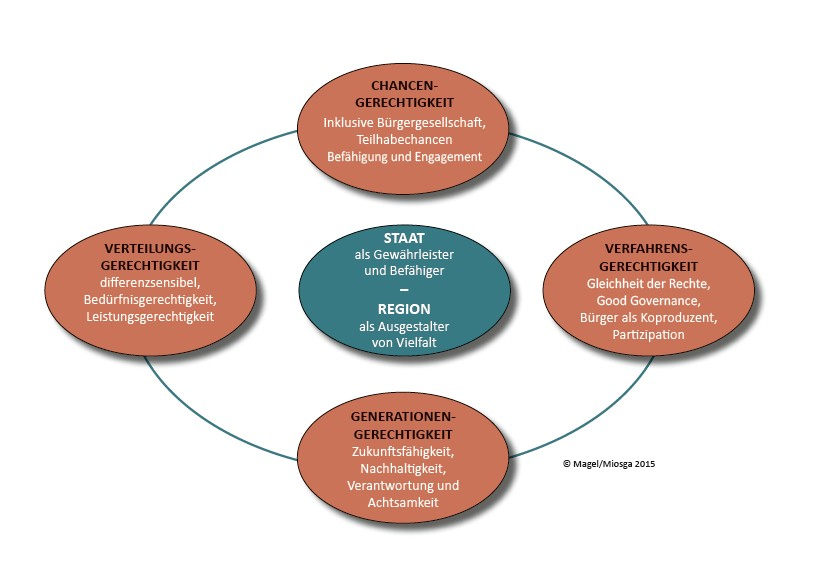 CHANCEN-
GERECHTIGKEIT
Inklusive Bürgergesellschaft,
Teilhabechancen
Befähigung und Engagement
VERTEILUNGS-
GERECHTIGKEIT
differenzsensibel,
Bedürfnisgerechtigkeit,
Leistungsgerechtigkeit
STAAT
als Gewährleister
und Befähiger
–
REGION
als Ausgestalter
von Vielfalt
VERFAHRENS-
GERECHTIGKEIT
Gleichheit der Rechte,
Good Governance,
Bürger als Koproduzent,
Partizipation
GENERATIONEN-
GERECHTIGKEIT
Zukunftsfähigkeit,
Nachhaltigkeit,
Verantwortung und
Achtsamkeit
© Magel/Miosga 2015